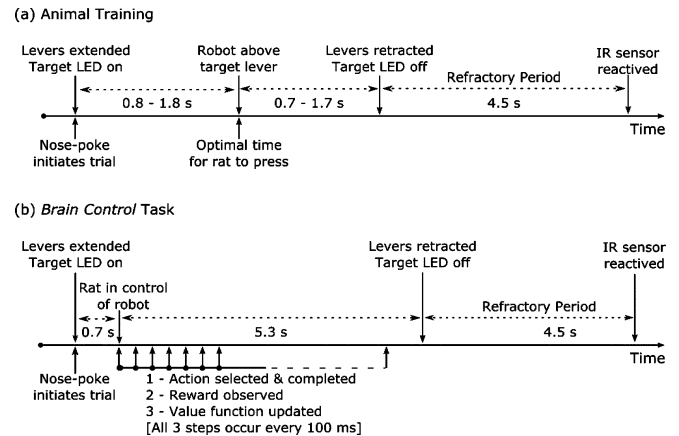 (a) Animal Training
Levers extended
Target LED on
Robot above
target lever
Levers retracted
Target LED off
IR sensor
reactived
Refractory Period
0.8 - 1.8 s
0.7 - 1.7 s
4.5 s
Time
Nose-poke
initiates trial
Optimal time
for rat to press
(b) Brain Control Task
Levers extended
Target LED on
Levers retracted
Target LED off
IR sensor
reactived
Rat in control
of robot
Refractory Period
0.7 s
5.3 s
4.5 s
Time
Nose-poke
initiates trial
1 - Action selected & completed
2 - Reward observed
3 - Value function updated
[All 3 steps occur every 100 ms]